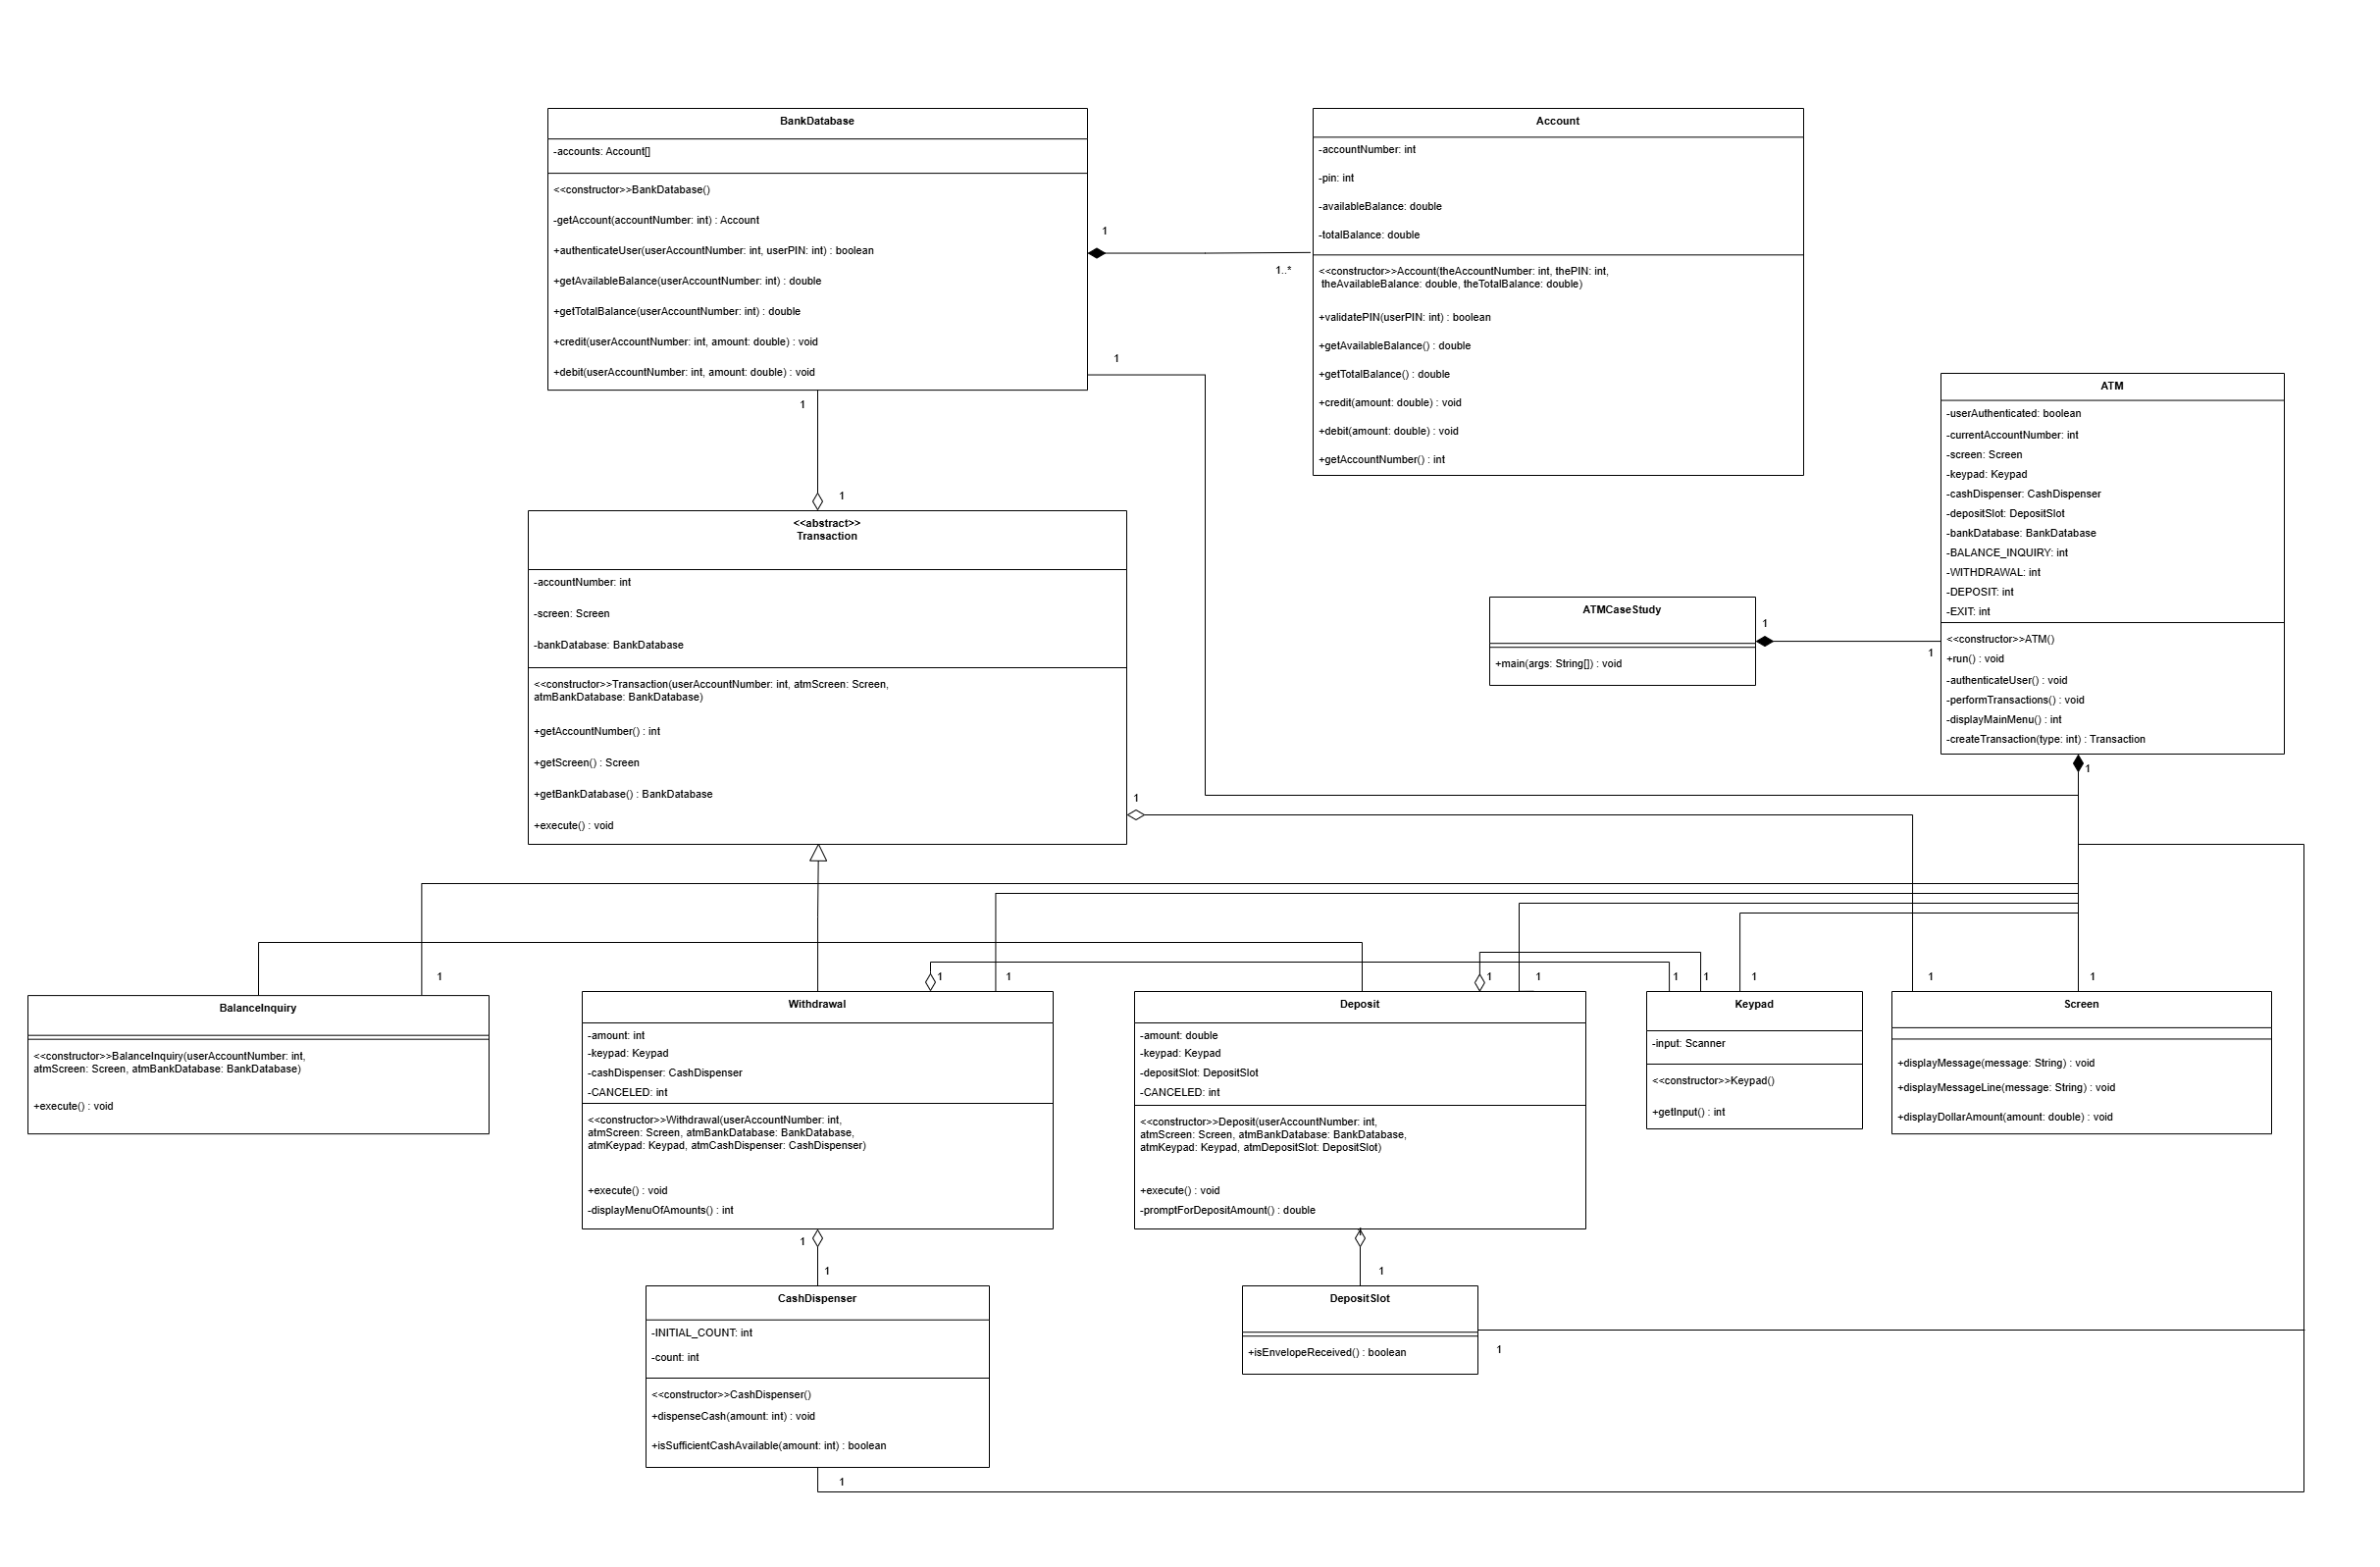 BankDatabase
-accounts: Account[]
<<constructor>>BankDatabase()
-getAccount(accountNumber: int) : Account
+authenticateUser(userAccountNumber: int, userPIN: int) : boolean
+getAvailableBalance(userAccountNumber: int) : double
+getTotalBalance(userAccountNumber: int) : double
+credit(userAccountNumber: int, amount: double) : void
+debit(userAccountNumber: int, amount: double) : void
1
1..*
1
1
1
Account
-accountNumber: int
-pin: int
-availableBalance: double
-totalBalance: double
<<constructor>>Account(theAccountNumber: int, thePIN: int,
theAvailableBalance: double, theTotalBalance: double)
+validatePIN(userPIN: int) : boolean
+getAvailableBalance() : double
+getTotalBalance() : double
+credit(amount: double) : void
+debit(amount: double) : void
+getAccountNumber() : int
ATM
-userAuthenticated: boolean
-currentAccountNumber: int
-screen: Screen
-keypad: Keypad
-cashDispenser: CashDispenser
-depositSlot: DepositSlot
-bankDatabase: BankDatabase
-BALANCE_INQUIRY: int
-WITHDRAWAL: int
-DEPOSIT: int
-EXIT: int
<<constructor>>ATM()
+run() : void
-authenticateUser() : void
-performTransactions() : void
-displayMainMenu() : int
-createTransaction(type: int) : Transaction
1
ATMCaseStudy
+main(args: String[]) : void
1
1
<<abstract>>
Transaction
-accountNumber: int
-screen: Screen
-bankDatabase: BankDatabase
<<constructor>>Transaction(userAccountNumber: int, atmScreen: Screen,
atmBankDatabase: BankDatabase)
+getAccountNumber() : int
+getScreen() : Screen
+getBankDatabase() : BankDatabase
+execute() : void
1
1
1
1
1
1
1
1
1
1
1
BalanceInquiry
<<constructor>>BalanceInquiry(userAccountNumber: int,
atmScreen: Screen, atmBankDatabase: BankDatabase)
+execute() : void
Withdrawal
-amount: int
-keypad: Keypad
-cashDispenser: CashDispenser
-CANCELED: int
<<constructor>>Withdrawal(userAccountNumber: int,
atmScreen: Screen, atmBankDatabase: BankDatabase,
atmKeypad: Keypad, atmCashDispenser: CashDispenser)
+execute() : void
-displayMenuOfAmounts() : int
Deposit
-amount: double
-keypad: Keypad
-depositSlot: DepositSlot
-CANCELED: int
<<constructor>>Deposit(userAccountNumber: int,
atmScreen: Screen, atmBankDatabase: BankDatabase,
atmKeypad: Keypad, atmDepositSlot: DepositSlot)
+execute() : void
-promptForDepositAmount() : double
Keypad
-input: Scanner
<<constructor>>Keypad()
+getInput() : int
Screen
+displayMessage(message: String) : void
+displayMessageLine(message: String) : void
+displayDollarAmount(amount: double) : void
1
1
1
CashDispenser
-INITIAL_COUNT: int
-count: int
<<constructor>>CashDispenser()
+dispenseCash(amount: int) : void
+isSufficientCashAvailable(amount: int) : boolean
1
DepositSlot
+isEnvelopeReceived() : boolean
1